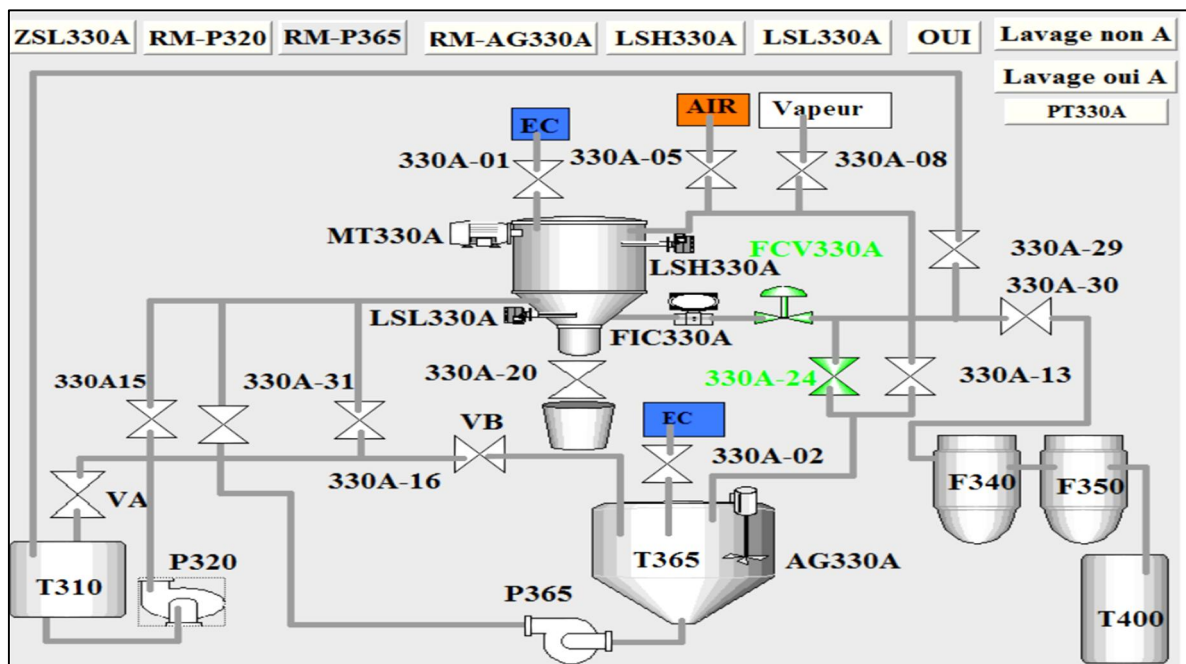 ZSL330A RM-P320 RM-P365 RM-AG330A LSH330A LSL330A OUI Lavage non A
Lavage oui A
PT330A
EC
AIR
Vapeur
330A-01
330A-05
330A-08
MT330A
LSH330A
FCV330A
330A-29
330A-30
LSL330A
FIC330A
330A15
330A-31
330A-20
330A-24
330A-13
VB
EC
330A-16
330A-02
VA
F340
F350
T310
P320
T365
AG330A
P365
T400